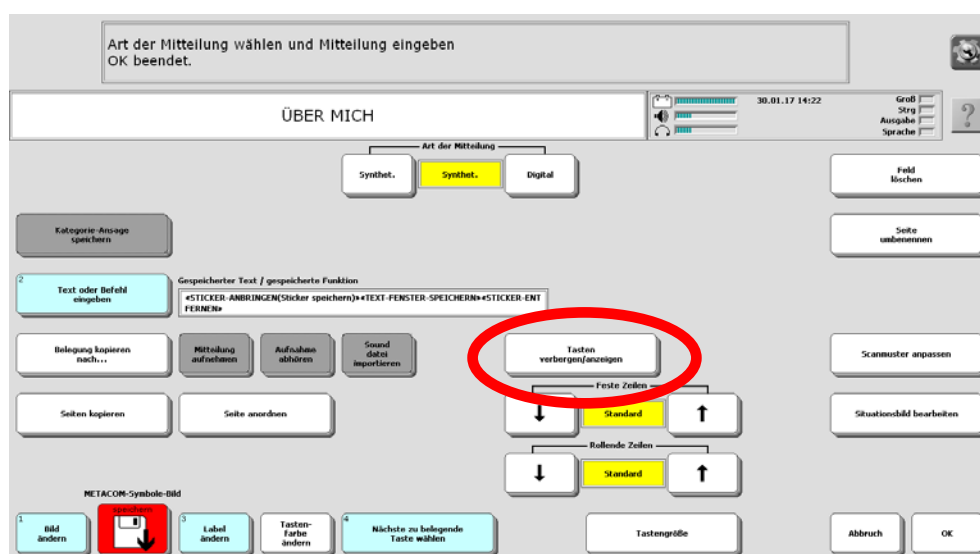 Art der Mitteilung wählen und Mitteilung eingeben
OK beendet.
ÜBER MICH
30.01.17 14:22
Groß
Strg
Ausgabe
Sprache
?
Art der Mitteilung
Synthet.
Synthet.
Digital
Feld
löschen
Kategorie-Ansage
speichern
Seite
umbenennen
2
Text oder Befehl
eingeben
Gespeicherter Text / gespeicherte Funktion
«STICKER-ANBRINGEN(Sticker speichern)»«TEXT-FENSTER-SPEICHERN»«STICKER-ENT
FERNEN»
Belegung kopieren
nach...
Mitteilung
aufnehmen
Aufnahme
abhören
Sound
datei
importieren
Tasten
verbergen/anzeigen
Scanmuster anpassen
Feste Zeilen
Seiten kopieren
Seite anordnen
↓
Standard
↑
Situationsbild bearbeiten
Rollende Zeilen
↓
Standard
↑
METACOM-Symbole-Bild
1
Bild
ändern
speichern
3
Label
ändern
Tasten-
farbe
ändern
4
Nächste zu belegende
Taste wählen
Tastengröße
Abbruch
OK